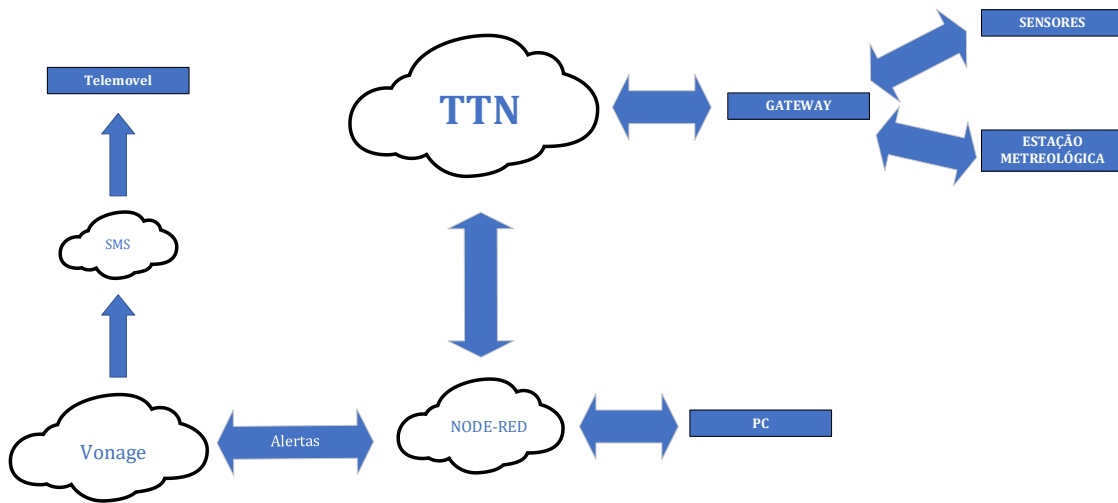 SENSORES
Telemovel
TTN
GATEWAY
ESTAÇÃO
METREOLÓGICA
SMS
NODE-RED
PC
Alertas
Vonage